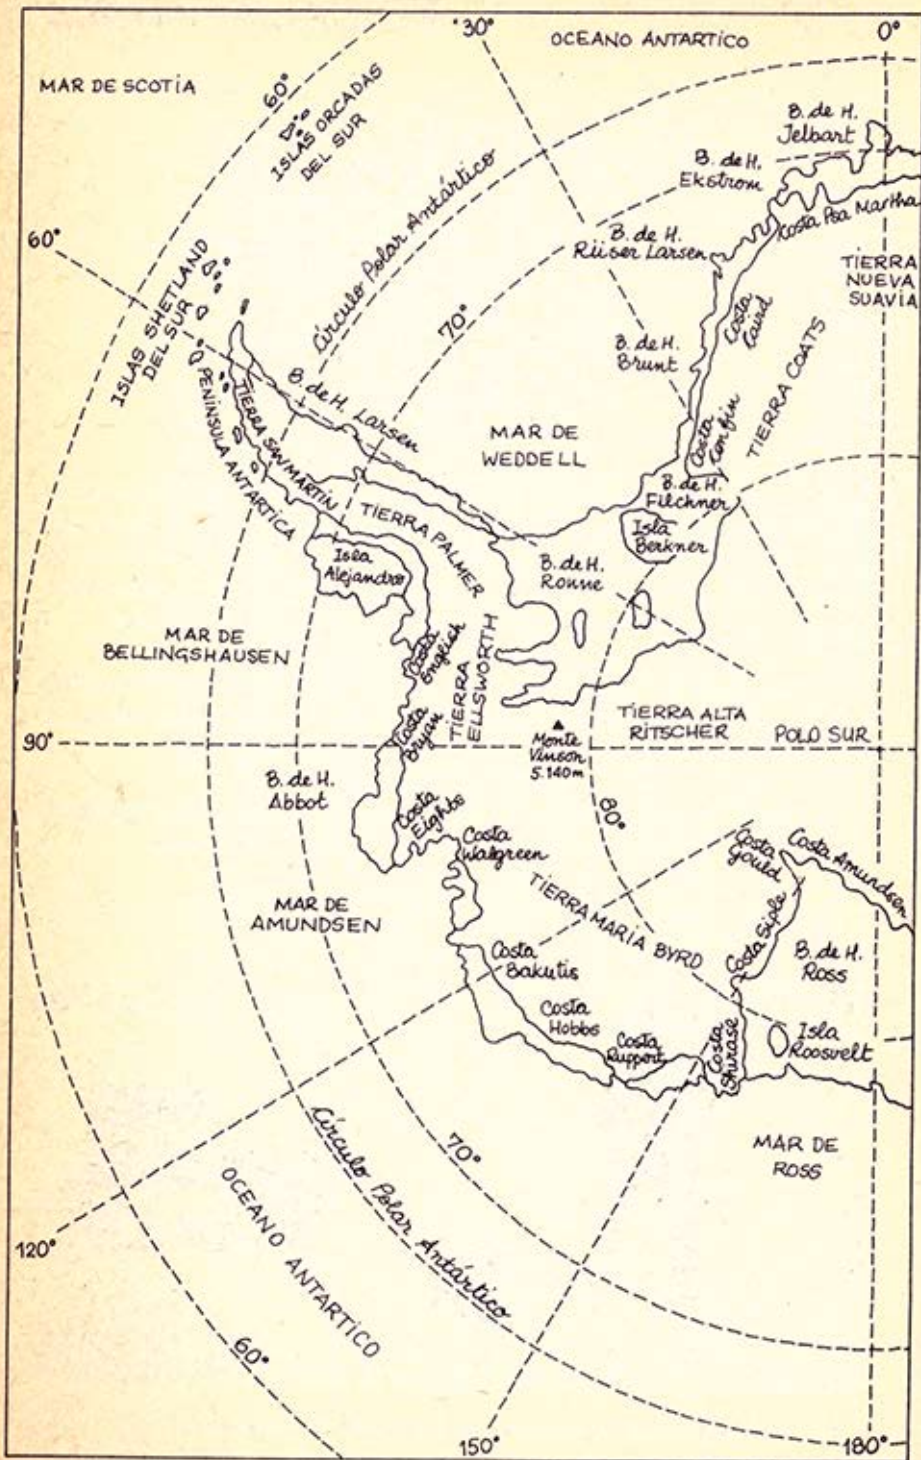 30°
0°
OCEANO ANTARTICO
MAR DE SCOTIA
60°
ISLAS ORCADAS
DEL SUR
B. de H.
Jelbart
B. de H.
Ekstrom
Círculo Polar Antártico
Costa Psa Martha
60°
B. de H.
Riiser Larsen
TIERRA
NUEVA
SUAVIA
ISLAS SHETLAND
DEL SUR
70°
Costa
Caird
B. de H.
Brunt
TIERRA COATS
B. de H. Larsen
PENINSULA ANTARTICA
TIERRA SAN MARTIN
MAR DE
WEDDELL
Costa
Confin
B. de H.
Filchner
TIERRA PALMER
Isla
Berkner
Isla
Alejandro
B. de H.
Ronne
MAR DE
BELLINGSHAUSEN
Costa
English
TIERRA
ELLSWORTH
Costa
Bryan
TIERRA ALTA
RITSCHER
POLO SUR
90°
Monte
Vinson
5.140m
B. de H.
Abbot
Costa
Eights
80°
Costa
Walgreen
Costa
Gould
Costa Amundsen
MAR DE
AMUNDSEN
TIERRA MARIA BYRD
Costa Siple
B. de H.
Ross
Costa
Bakutis
Costa
Hobbs
Costa
Ruppert
Costa
Shirase
Isla
Roosvelt
Círculo Polar Antártico
70°
MAR DE
ROSS
OCEANO ANTARTICO
120°
60°
150°
180°